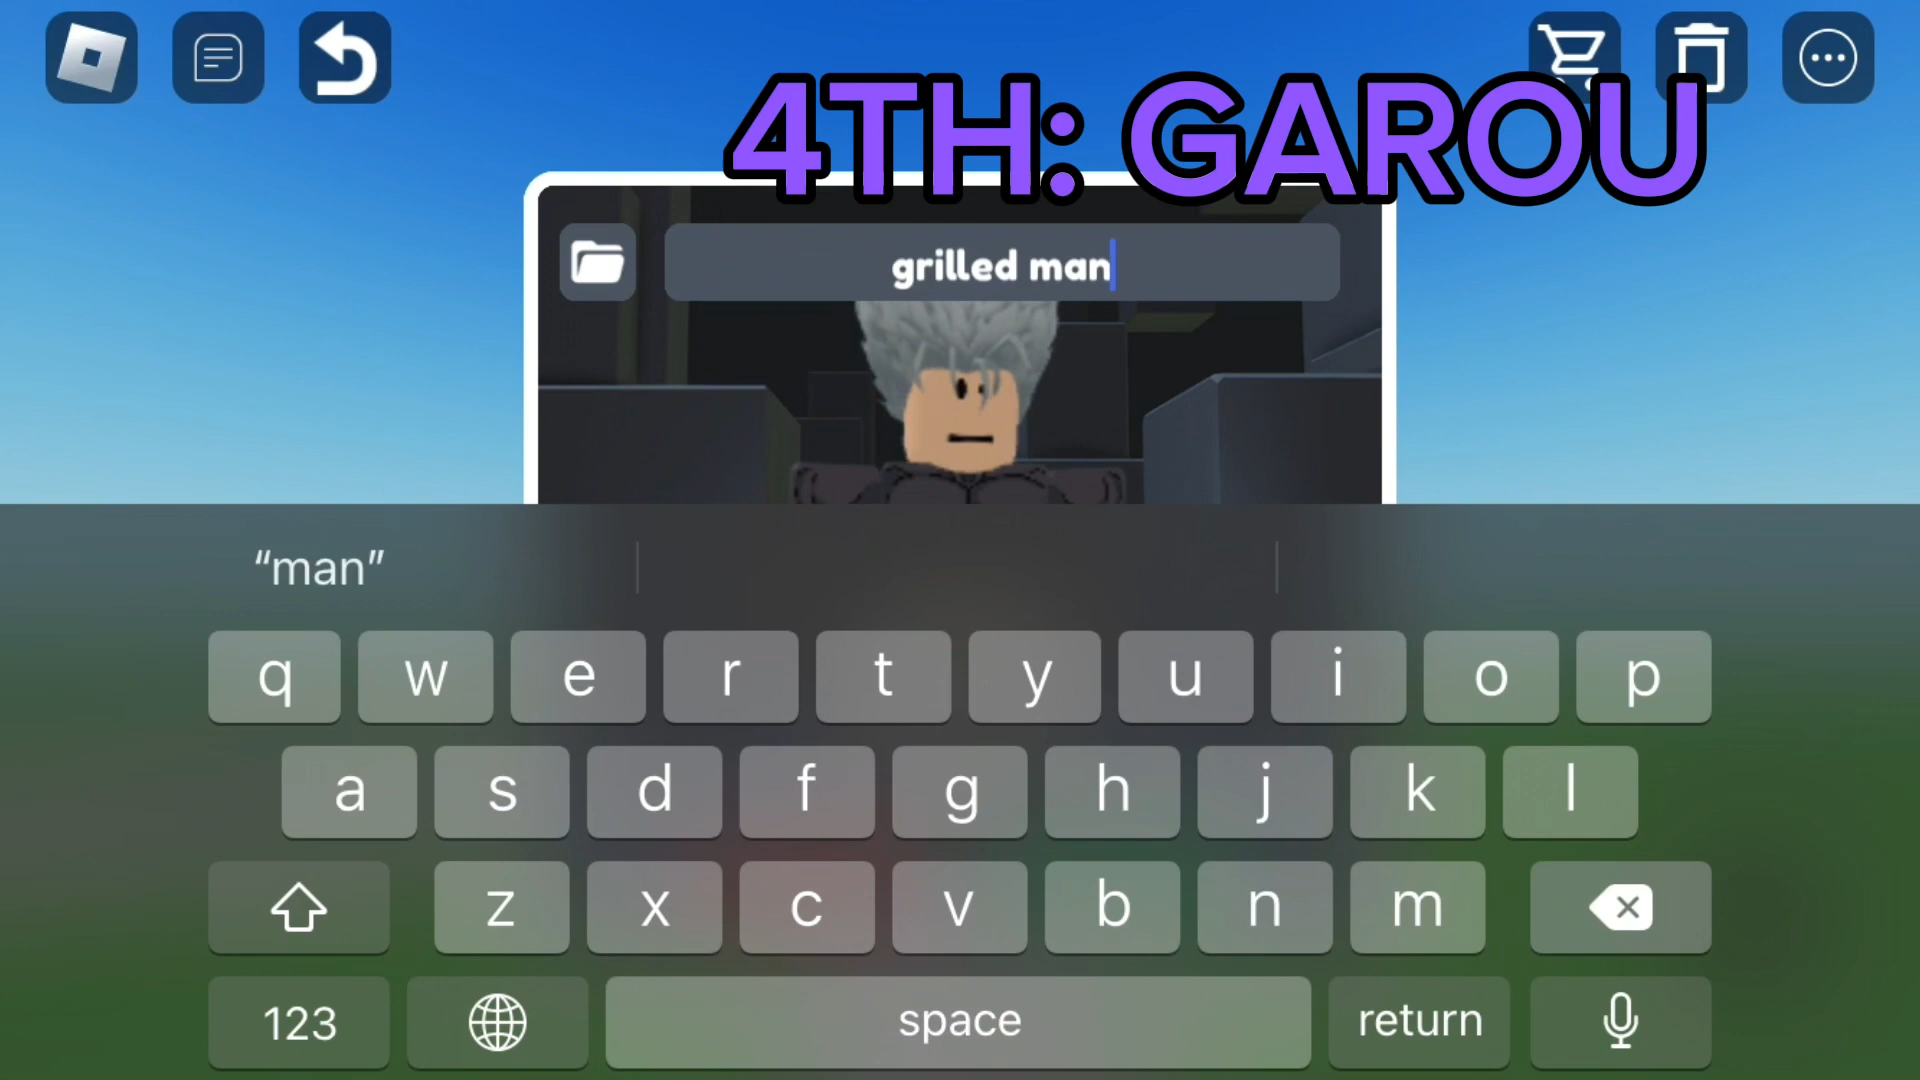 4TH: GAROU
grilled man
“man”
q w e r t y u i o p
a s d f g h j k l
z x c v b n m
123 space return